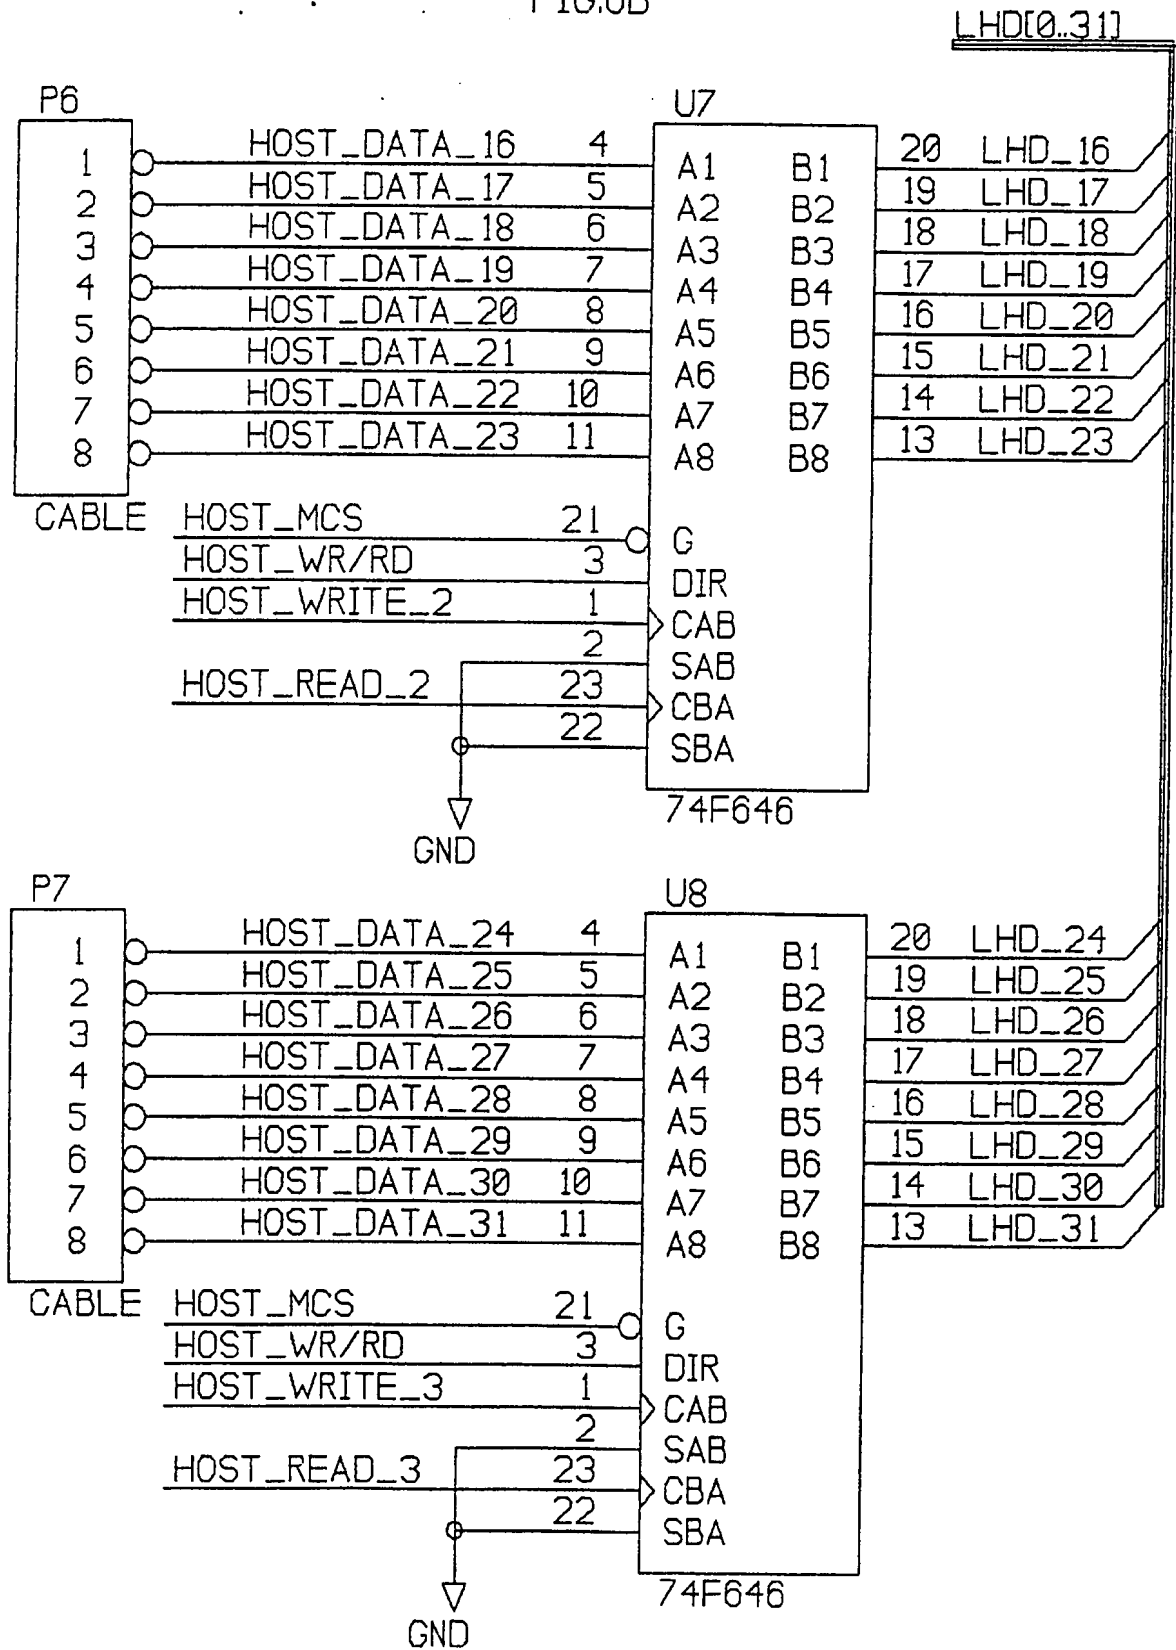 LHD[0..31]
P6
U7
1 HOST_DATA_16 4 A1 B1 20 LHD_16
2 HOST_DATA_17 5 A2 B2 19 LHD_17
3 HOST_DATA_18 6 A3 B3 18 LHD_18
4 HOST_DATA_19 7 A4 B4 17 LHD_19
5 HOST_DATA_20 8 A5 B5 16 LHD_20
6 HOST_DATA_21 9 A6 B6 15 LHD_21
7 HOST_DATA_22 10 A7 B7 14 LHD_22
8 HOST_DATA_23 11 A8 B8 13 LHD_23
CABLE
HOST_MCS 21 G
HOST_WR/RD 3 DIR
HOST_WRITE_2 1 CAB
2 SAB
HOST_READ_2 23 CBA
22 SBA
74F646
GND
P7
U8
1 HOST_DATA_24 4 A1 B1 20 LHD_24
2 HOST_DATA_25 5 A2 B2 19 LHD_25
3 HOST_DATA_26 6 A3 B3 18 LHD_26
4 HOST_DATA_27 7 A4 B4 17 LHD_27
5 HOST_DATA_28 8 A5 B5 16 LHD_28
6 HOST_DATA_29 9 A6 B6 15 LHD_29
7 HOST_DATA_30 10 A7 B7 14 LHD_30
8 HOST_DATA_31 11 A8 B8 13 LHD_31
CABLE
HOST_MCS 21 G
HOST_WR/RD 3 DIR
HOST_WRITE_3 1 CAB
2 SAB
HOST_READ_3 23 CBA
22 SBA
74F646
GND